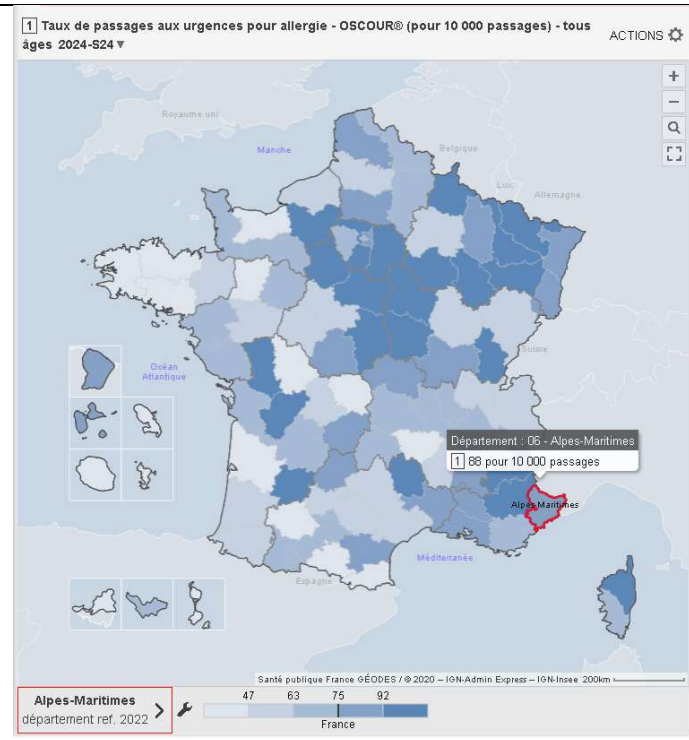 1 Taux de passages aux urgences pour allergie - OSCOUR® (pour 10 000 passages) - tous
âges 2024-S24 ▼
ACTIONS
+
−
Royaume uni
Belgique
Manche
Lux.
Allemagne
Suisse
Océan
Atlantique
Département : 06 - Alpes-Maritimes
1 88 pour 10 000 passages
Alpes-Maritimes
Méditerranée
Espagne
Santé publique France GÉODES / © 2020 – IGN-Admin Express – IGN-Insee 200km
Alpes-Maritimes
département ref. 2022
47 63 75 92
France